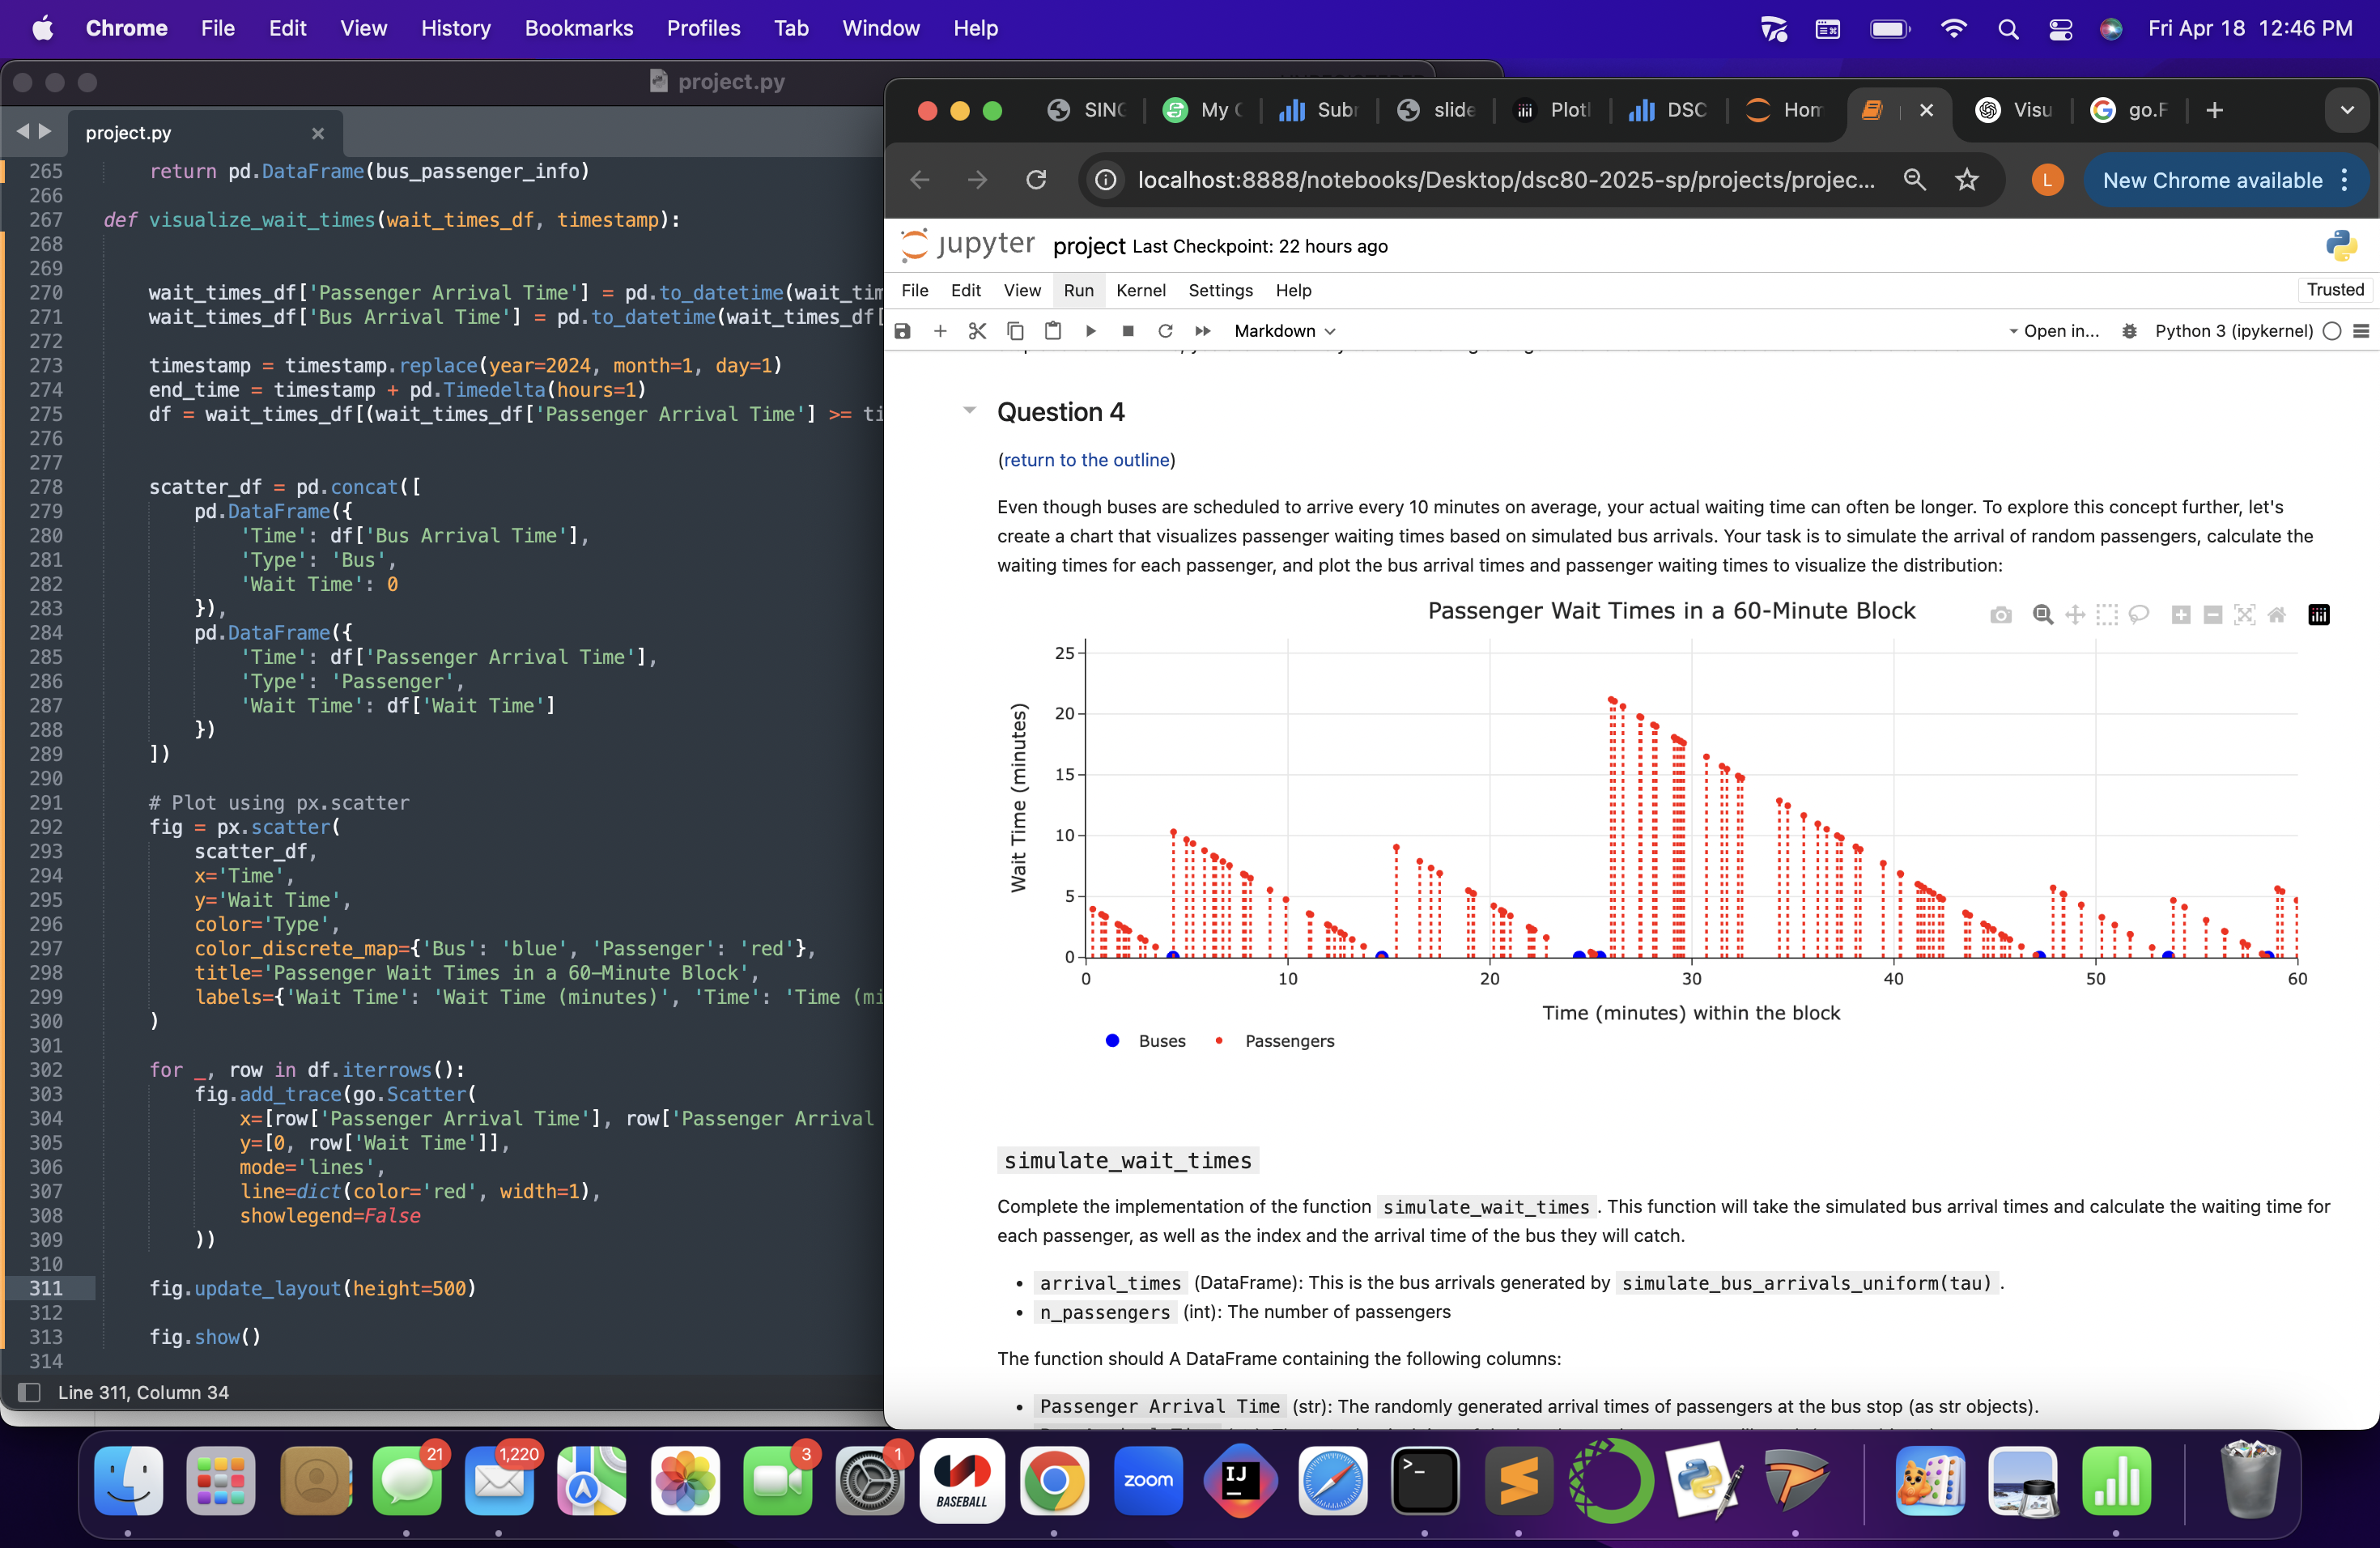 Chrome File Edit View History Bookmarks Profiles Tab Window Help Fri Apr 18 12:46 PM
project.py
project.py ×
265 return pd.DataFrame(bus_passenger_info)
266
267 def visualize_wait_times(wait_times_df, timestamp):
268
269
270 wait_times_df['Passenger Arrival Time'] = pd.to_datetime(wait_tim
271 wait_times_df['Bus Arrival Time'] = pd.to_datetime(wait_times_df[
272
273 timestamp = timestamp.replace(year=2024, month=1, day=1)
274 end_time = timestamp + pd.Timedelta(hours=1)
275 df = wait_times_df[(wait_times_df['Passenger Arrival Time'] >= ti
276
277
278 scatter_df = pd.concat([
279 pd.DataFrame({
280 'Time': df['Bus Arrival Time'],
281 'Type': 'Bus',
282 'Wait Time': 0
283 }),
284 pd.DataFrame({
285 'Time': df['Passenger Arrival Time'],
286 'Type': 'Passenger',
287 'Wait Time': df['Wait Time']
288 })
289 ])
290
291 # Plot using px.scatter
292 fig = px.scatter(
293 scatter_df,
294 x='Time',
295 y='Wait Time',
296 color='Type',
297 color_discrete_map={'Bus': 'blue', 'Passenger': 'red'},
298 title='Passenger Wait Times in a 60-Minute Block',
299 labels={'Wait Time': 'Wait Time (minutes)', 'Time': 'Time (mi
300 )
301
302 for _, row in df.iterrows():
303 fig.add_trace(go.Scatter(
304 x=[row['Passenger Arrival Time'], row['Passenger Arrival
305 y=[0, row['Wait Time']],
306 mode='lines',
307 line=dict(color='red', width=1),
308 showlegend=False
309 ))
310
311 fig.update_layout(height=500)
312
313 fig.show()
314
Line 311, Column 34
SING My C Subr slide Plotl DSC Hom Visu go.F
localhost:8888/notebooks/Desktop/dsc80-2025-sp/projects/projec... L New Chrome available
jupyter project Last Checkpoint: 22 hours ago
File Edit View Run Kernel Settings Help Trusted
Markdown Open in... Python 3 (ipykernel)
Question 4
(return to the outline)
Even though buses are scheduled to arrive every 10 minutes on average, your actual waiting time can often be longer. To explore this concept further, let's
create a chart that visualizes passenger waiting times based on simulated bus arrivals. Your task is to simulate the arrival of random passengers, calculate the
waiting times for each passenger, and plot the bus arrival times and passenger waiting times to visualize the distribution:
Passenger Wait Times in a 60-Minute Block
25
20
15
10
5
0
Wait Time (minutes)
0 10 20 30 40 50 60
Time (minutes) within the block
Buses Passengers
simulate_wait_times
Complete the implementation of the function simulate_wait_times . This function will take the simulated bus arrival times and calculate the waiting time for
each passenger, as well as the index and the arrival time of the bus they will catch.
• arrival_times (DataFrame): This is the bus arrivals generated by simulate_bus_arrivals_uniform(tau) .
• n_passengers (int): The number of passengers
The function should A DataFrame containing the following columns:
• Passenger Arrival Time (str): The randomly generated arrival times of passengers at the bus stop (as str objects).
21 1,220 3 1
BASEBALL zoom IJ